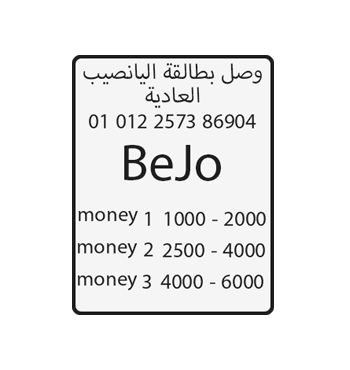 وصل بطالقة اليانصيب
العادية
01 012 2573 86904
BeJo
money 1 1000 - 2000
money 2 2500 - 4000
money 3 4000 - 6000